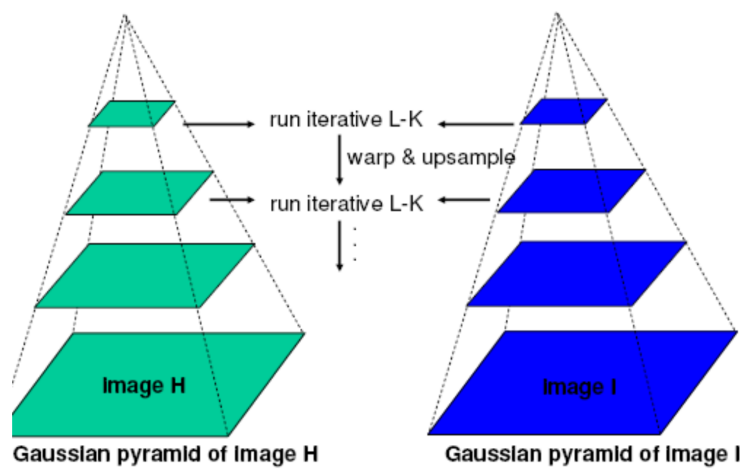 run iterative L-K
warp & upsample
run iterative L-K
.
.
.
Image H
Image I
Gaussian pyramid of image H
Gaussian pyramid of image I